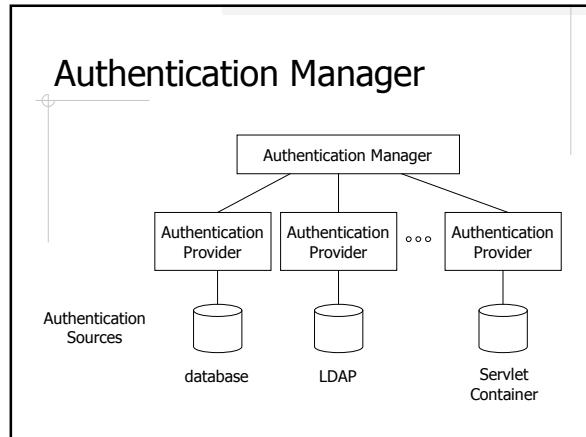 Authentication Manager
Authentication Manager
Authentication
Provider
Authentication
Provider
Authentication
Provider
Authentication
Sources
database
LDAP
Servlet
Container